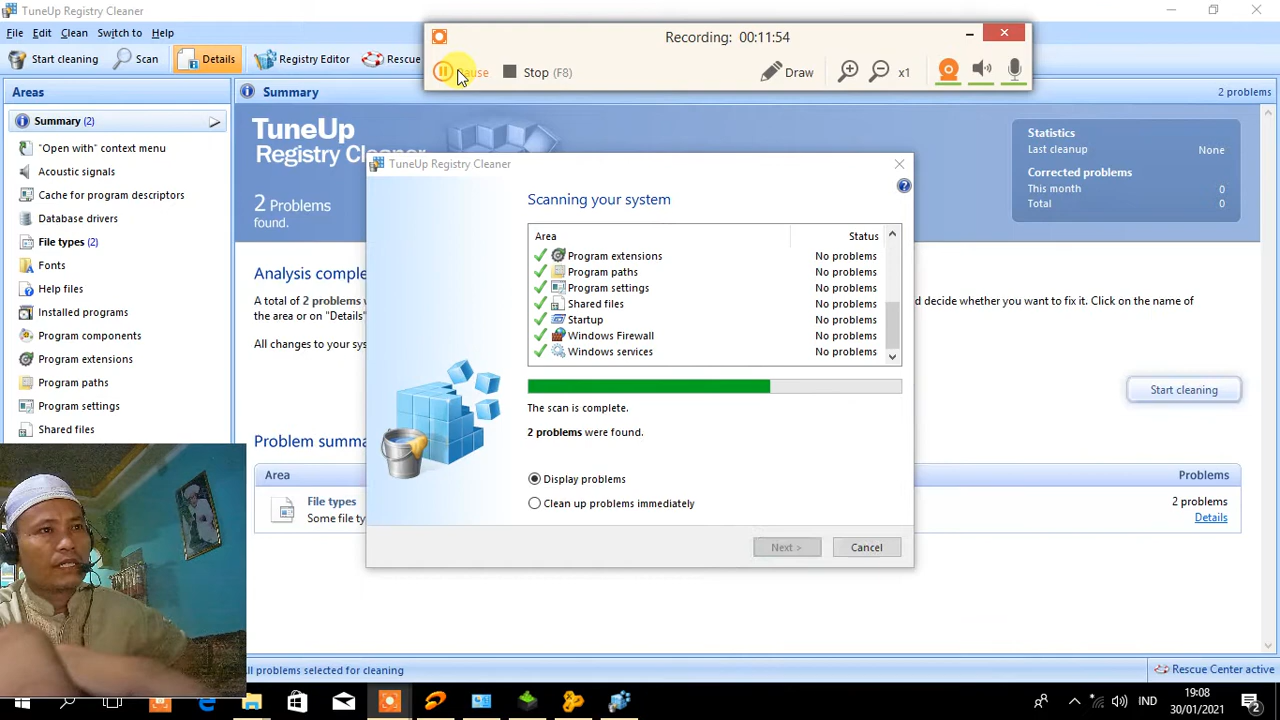 TuneUp Registry Cleaner
File Edit Clean Switch to Help
Start cleaning Scan Details Registry Editor Rescue
Recording: 00:11:54
Pause Stop (F8) Draw x1
Areas
Summary
2 problems
Summary (2)
"Open with" context menu
Acoustic signals
Cache for program descriptors
Database drivers
File types (2)
Fonts
Help files
Installed programs
Program components
Program extensions
Program paths
Program settings
Shared files
TuneUp
Registry Cleaner
2 Problems
found.
Statistics
Last cleanup None
Corrected problems
This month 0
Total 0
TuneUp Registry Cleaner
Scanning your system
Area Status
Program extensions No problems
Program paths No problems
Program settings No problems
Shared files No problems
Startup No problems
Windows Firewall No problems
Windows services No problems
The scan is complete.
2 problems were found.
Display problems
Clean up problems immediately
Next > Cancel
Analysis comple
A total of 2 problems
and decide whether you want to fix it. Click on the name of
the area or on "Details"
All changes to your sys
Start cleaning
Problem summa
Area Problems
File types 2 problems
Some file ty
Details
ll problems selected for cleaning
Rescue Center active
IND
19:08
30/01/2021
2